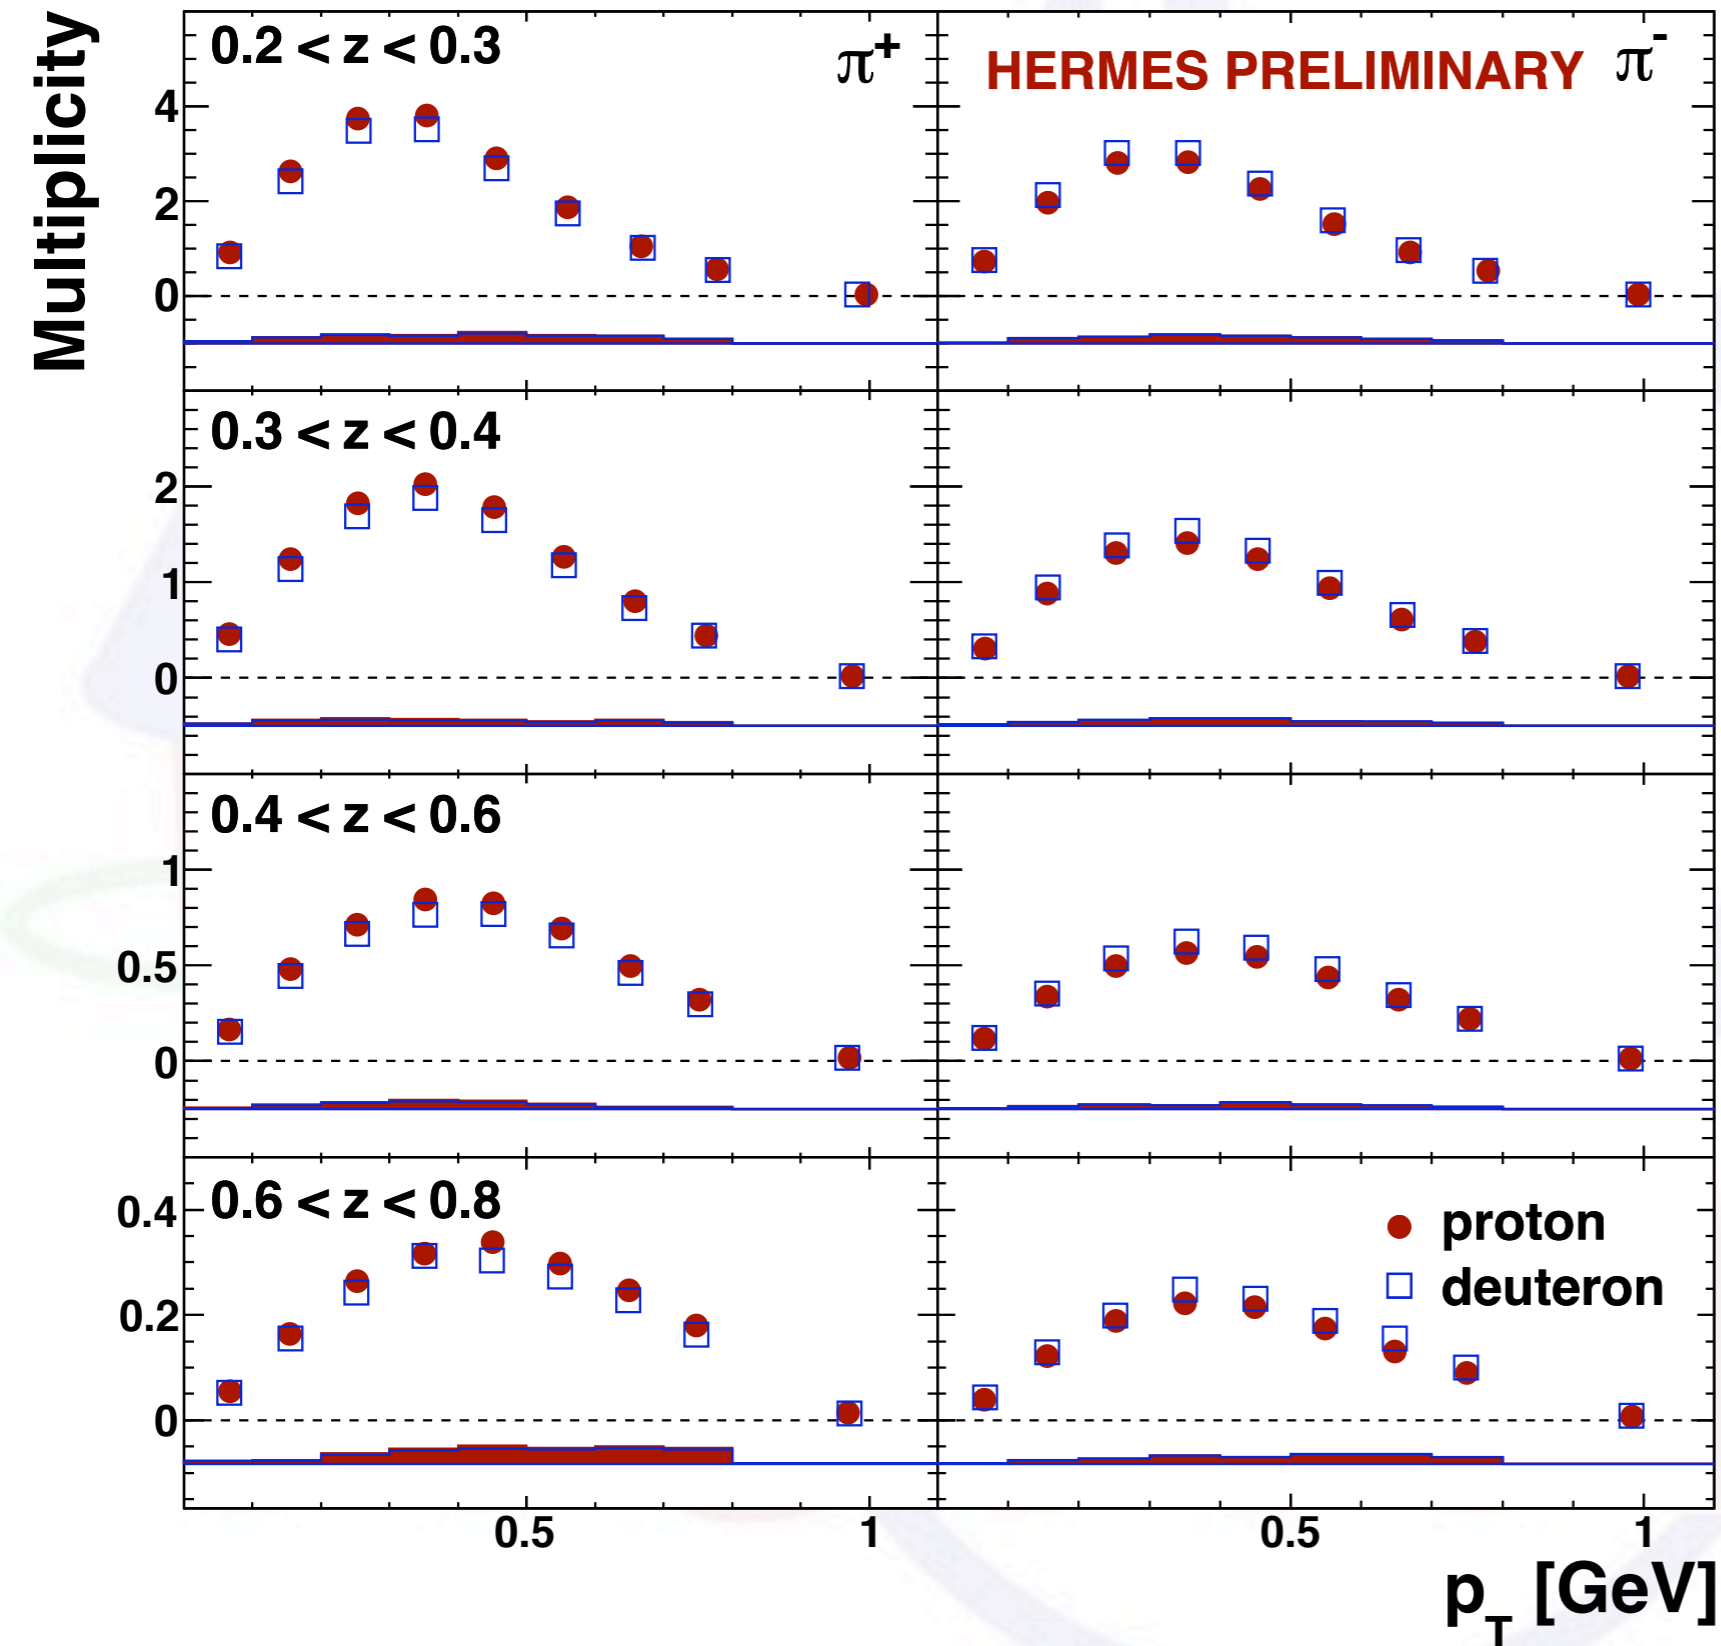 Multiplicity
0.2 < z < 0.3
π+
HERMES PRELIMINARY π-
4
2
0
0.3 < z < 0.4
2
1
0
0.4 < z < 0.6
1
0.5
0
0.6 < z < 0.8
0.4
0.2
0
proton
deuteron
0.5 1 0.5 1
pT [GeV]